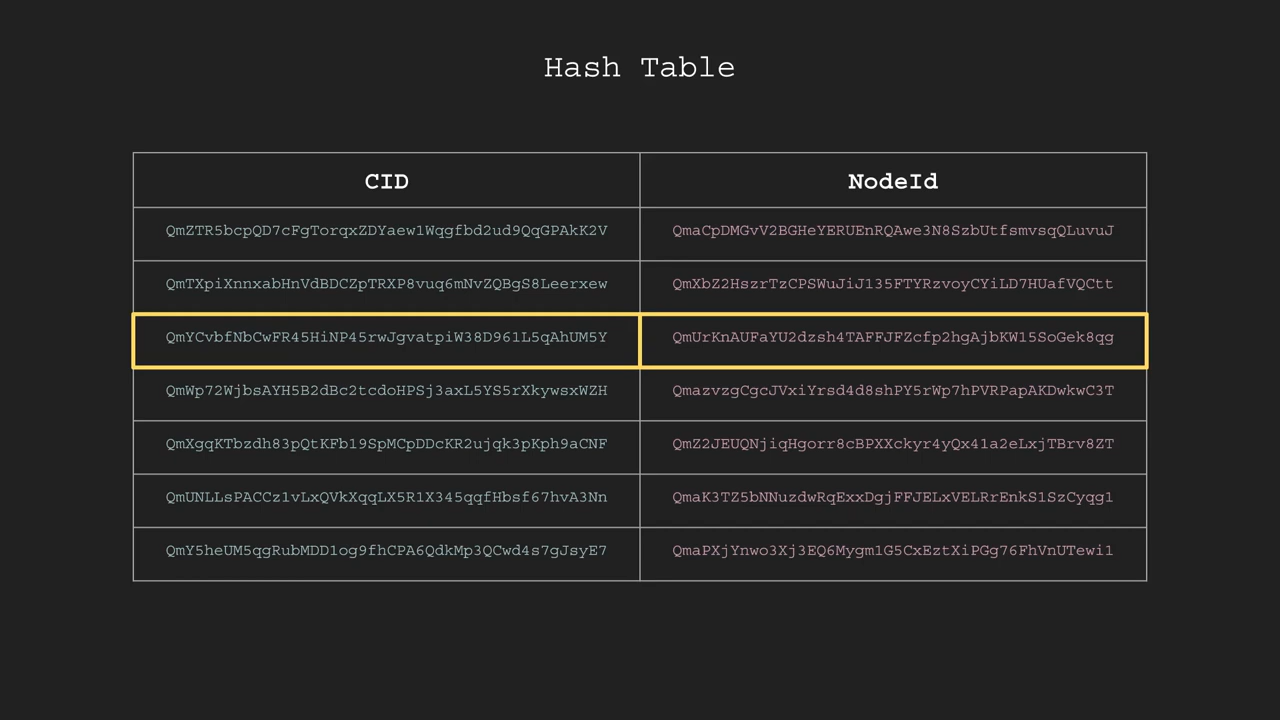 Hash Table
CID NodeId
QmZTR5bcpQD7cFgTorqxZDYaew1Wqgfbd2ud9QqGPAkK2V QmaCpDMGvV2BGHeYERUEnRQAwe3N8SzbUtfsmvsqQLuvuJ
QmTXpiXnnxabHnVdBDCZpTRXP8vuq6mNvZQBgS8Leerxew QmXbZ2HszrTzCPSWuJiJ135FTYRzvoyCYiLD7HUafVQCtt
QmYCvbfNbCwFR45HiNP45rwJgvatpiW38D961L5qAhUM5Y QmUrKnAUFaYU2dzsh4TAFFJFZcfp2hgAjbKW15SoGek8qg
QmWp72WjbsAYH5B2dBc2tcdoHPSj3axL5YS5rXkywsxWZH QmazvzgCgcJVxiYrsd4d8shPY5rWp7hPVRPapAKDwkwC3T
QmXgqKTbzdh83pQtKFb19SpMCpDDcKR2ujqk3pKph9aCNF QmZ2JEUQNjiqHgorr8cBPXXckyr4yQx41a2eLxjTBrv8ZT
QmUNLLsPACCz1vLxQVkXqqLX5R1X345qqfHbsf67hvA3Nn QmaK3TZ5bNNuzdwRqExxDgjFFJELxVELRrEnkS1SzCyqg1
QmY5heUM5qgRubMDD1og9fhCPA6QdkMp3QCwd4s7gJsyE7 QmaPXjYnwo3Xj3EQ6Mygm1G5CxEztXiPGg76FhVnUTewi1